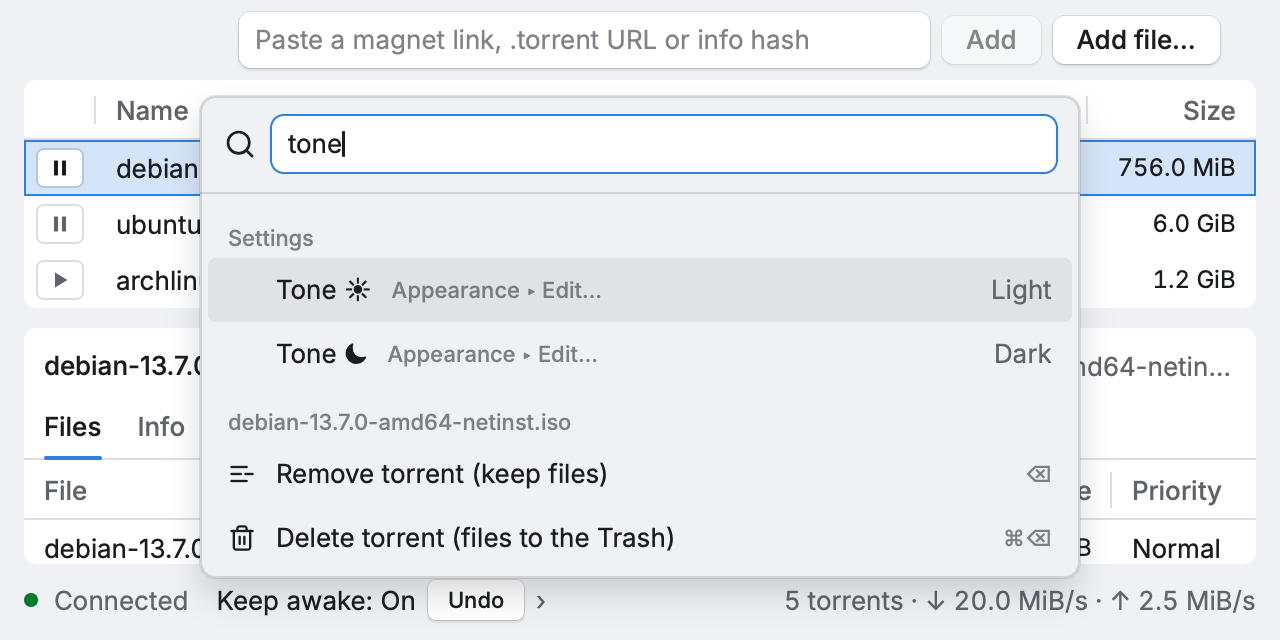 Paste a magnet link, .torrent URL or info hash
Add
Add file...
Name
Size
tone
debian
756.0 MiB
ubuntu
6.0 GiB
Settings
archlin
1.2 GiB
Tone Appearance ▸ Edit... Light
Tone Appearance ▸ Edit... Dark
debian-13.7.0
md64-netin...
debian-13.7.0-amd64-netinst.iso
Files
Info
Remove torrent (keep files) ⌫
File
Priority
Delete torrent (files to the Trash) ⌘⌫
debian-13.7.0
B
Normal
Connected
Keep awake: On
Undo
›
5 torrents · ↓ 20.0 MiB/s · ↑ 2.5 MiB/s